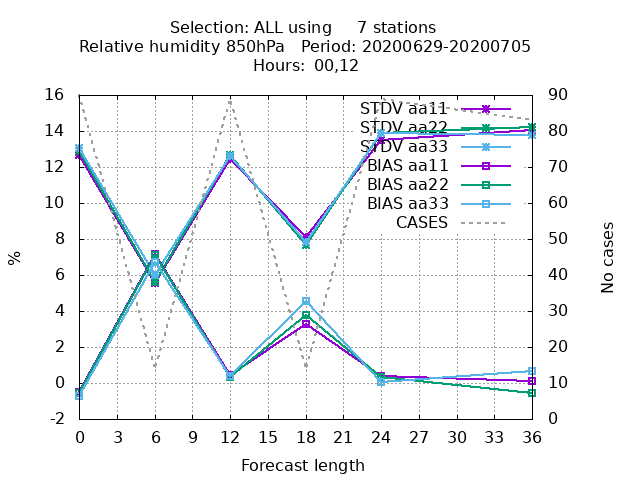 Selection: ALL using 7 stations
Relative humidity 850hPa Period: 20200629-20200705
Hours: 00,12
STDV aa11
STDV aa22
STDV aa33
BIAS aa11
BIAS aa22
BIAS aa33
CASES
16
14
12
10
8
6
4
2
0
-2
%
90
80
70
60
50
40
30
20
10
0
No cases
0 3 6 9 12 15 18 21 24 27 30 33 36
Forecast length